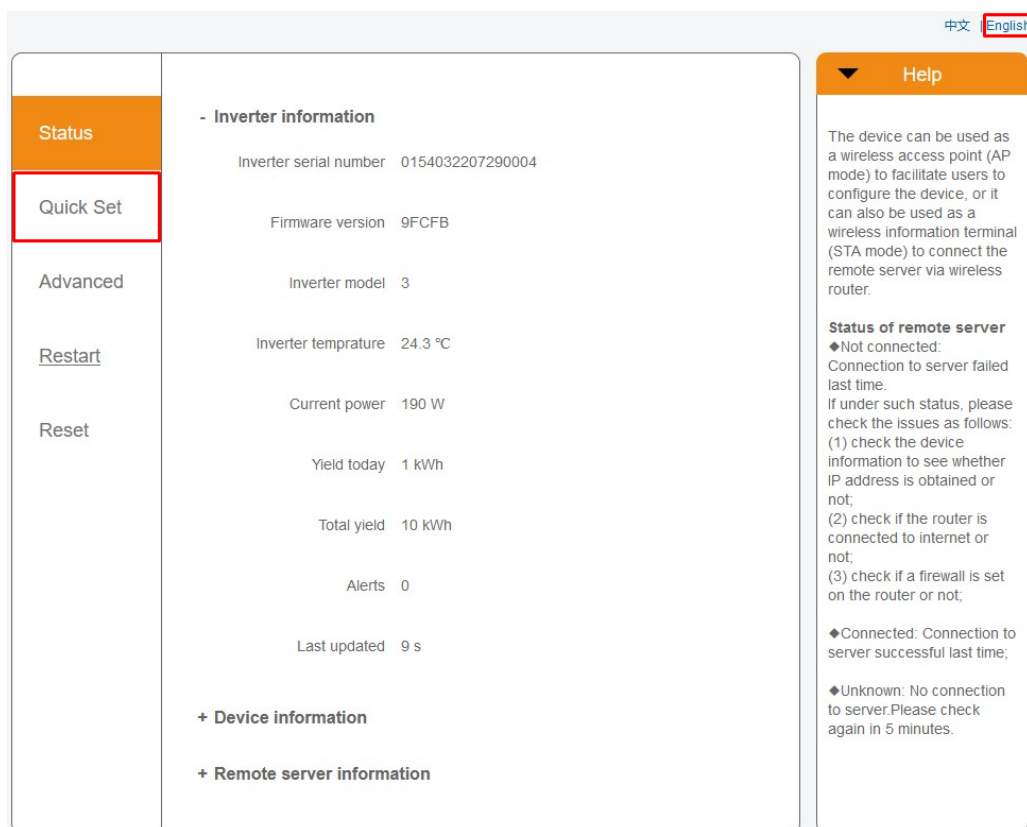 中文 | English
Status
Quick Set
Advanced
Restart
Reset
- Inverter information
Inverter serial number 0154032207290004
Firmware version 9FCFB
Inverter model 3
Inverter temprature 24.3 ℃
Current power 190 W
Yield today 1 kWh
Total yield 10 kWh
Alerts 0
Last updated 9 s
+ Device information
+ Remote server information
Help
The device can be used as
a wireless access point (AP
mode) to facilitate users to
configure the device, or it
can also be used as a
wireless information terminal
(STA mode) to connect the
remote server via wireless
router.
Status of remote server
◆Not connected:
Connection to server failed
last time.
If under such status, please
check the issues as follows:
(1) check the device
information to see whether
IP address is obtained or
not;
(2) check if the router is
connected to internet or
not;
(3) check if a firewall is set
on the router or not;
◆Connected: Connection to
server successful last time;
◆Unknown: No connection
to server.Please check
again in 5 minutes.